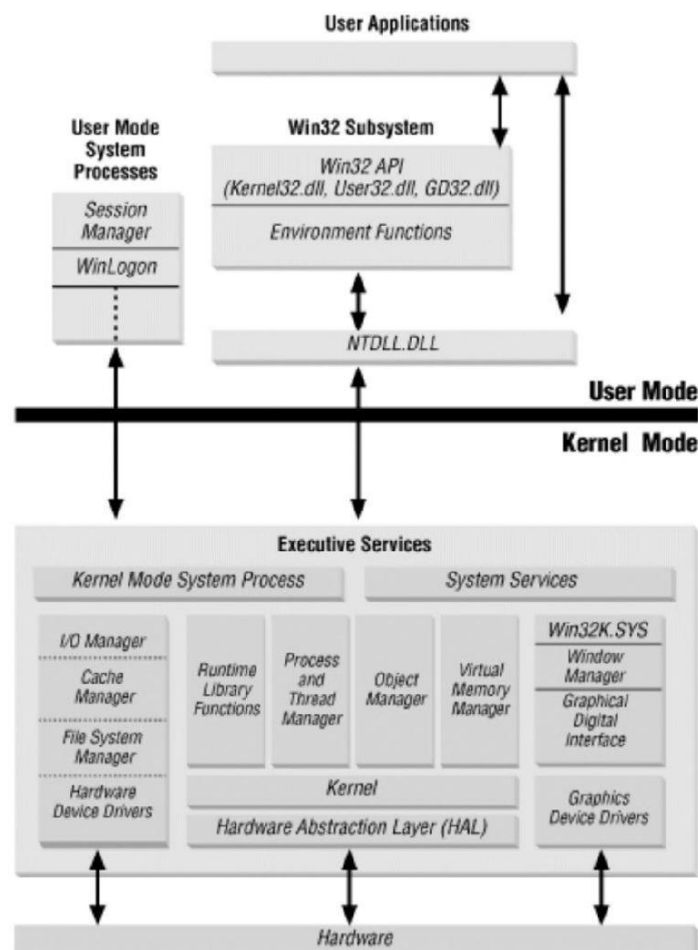 User Applications
User Mode
System
Processes
Session
Manager
WinLogon
Win32 Subsystem
Win32 API
(Kernel32.dll, User32.dll, GD32.dll)
Environment Functions
NTDLL.DLL
User Mode
Kernel Mode
Executive Services
Kernel Mode System Process
System Services
I/O Manager
Cache
Manager
File System
Manager
Hardware
Device Drivers
Runtime
Library
Functions
Process
and
Thread
Manager
Object
Manager
Virtual
Memory
Manager
Win32K.SYS
Window
Manager
Graphical
Digital
Interface
Kernel
Hardware Abstraction Layer (HAL)
Graphics
Device Drivers
Hardware